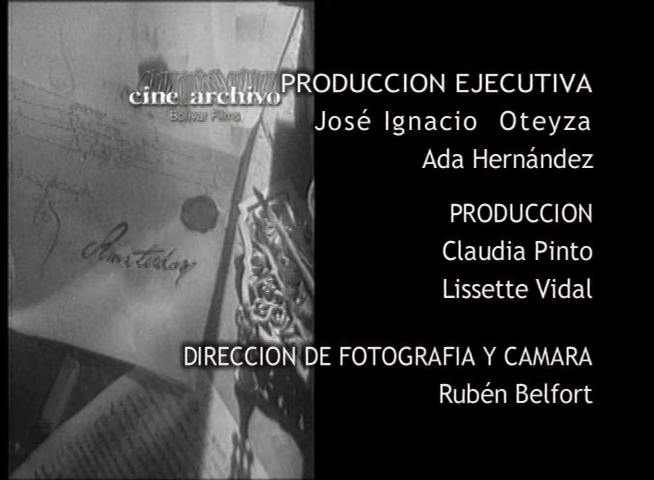 PRODUCCION EJECUTIVA
cine archivo
Bolívar Films
José Ignacio Oteyza
Ada Hernández
PRODUCCION
Claudia Pinto
Lissette Vidal
DIRECCION DE FOTOGRAFIA Y CAMARA
Rubén Belfort